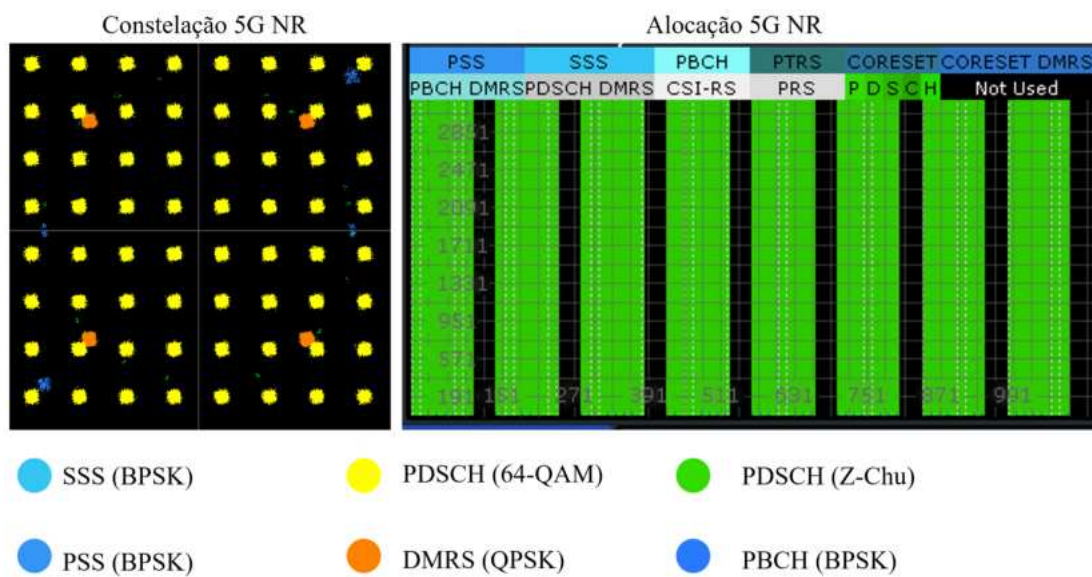 Constelação 5G NR
Alocação 5G NR
PSS SSS PBCH PTRS CORESET CORESET DMRS
PBCH DMRS PDSCH DMRS CSI-RS PRS P D S C H Not Used
2851
2471
2091
1711
1331
951
571
191 151 271 391 511 631 751 871 991
SSS (BPSK) PDSCH (64-QAM) PDSCH (Z-Chu)
PSS (BPSK) DMRS (QPSK) PBCH (BPSK)